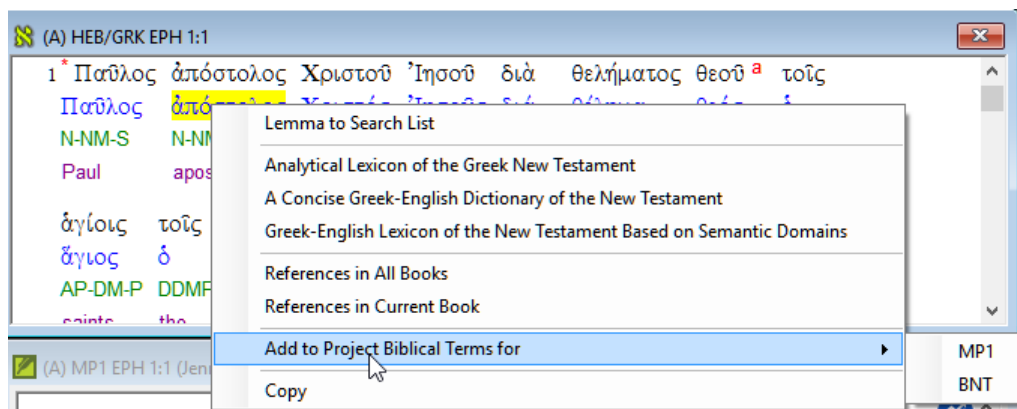 (A) HEB/GRK EPH 1:1
1 * Παῦλος ἀπόστολος Χριστοῦ Ἰησοῦ διὰ θελήματος θεοῦ a τοῖς
Παῦλος
N-NM-S
Paul
ἁγίοις τοῖς
ἅγιος ὁ
AP-DM-P
saints the
Lemma to Search List
Analytical Lexicon of the Greek New Testament
A Concise Greek-English Dictionary of the New Testament
Greek-English Lexicon of the New Testament Based on Semantic Domains
References in All Books
References in Current Book
Add to Project Biblical Terms for
Copy
MP1
BNT
(A) MP1 EPH 1:1